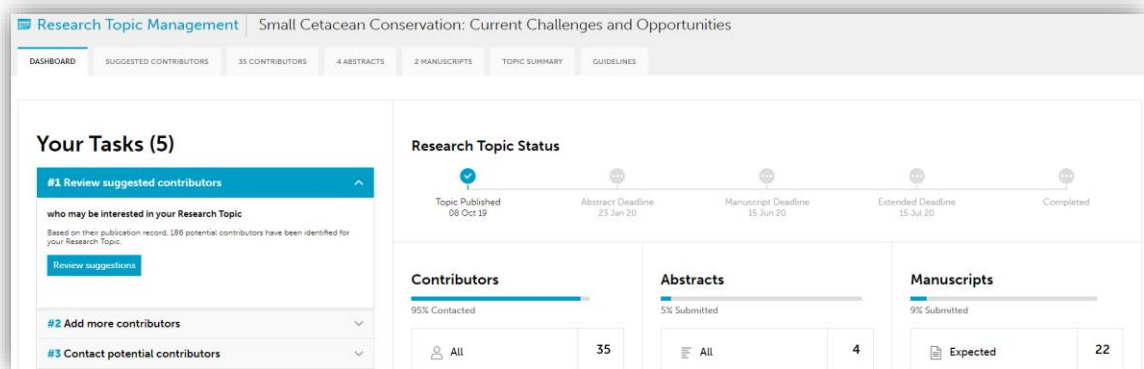 Research Topic Management Small Cetacean Conservation: Current Challenges and Opportunities
DASHBOARD SUGGESTED CONTRIBUTORS 35 CONTRIBUTORS 4 ABSTRACTS 2 MANUSCRIPTS TOPIC SUMMARY GUIDELINES
Your Tasks (5)
#1 Review suggested contributors
who may be interested in your Research Topic
Based on their publication record, 186 potential contributors have been identified for
your Research Topic.
Review suggestions
#2 Add more contributors
#3 Contact potential contributors
Research Topic Status
Topic Published Abstract Deadline Manuscript Deadline Extended Deadline Completed
08 Oct 19 23 Jan 20 15 Jun 20 15 Jul 20
Contributors
95% Contacted
All 35
Abstracts
5% Submitted
All 4
Manuscripts
9% Submitted
Expected 22